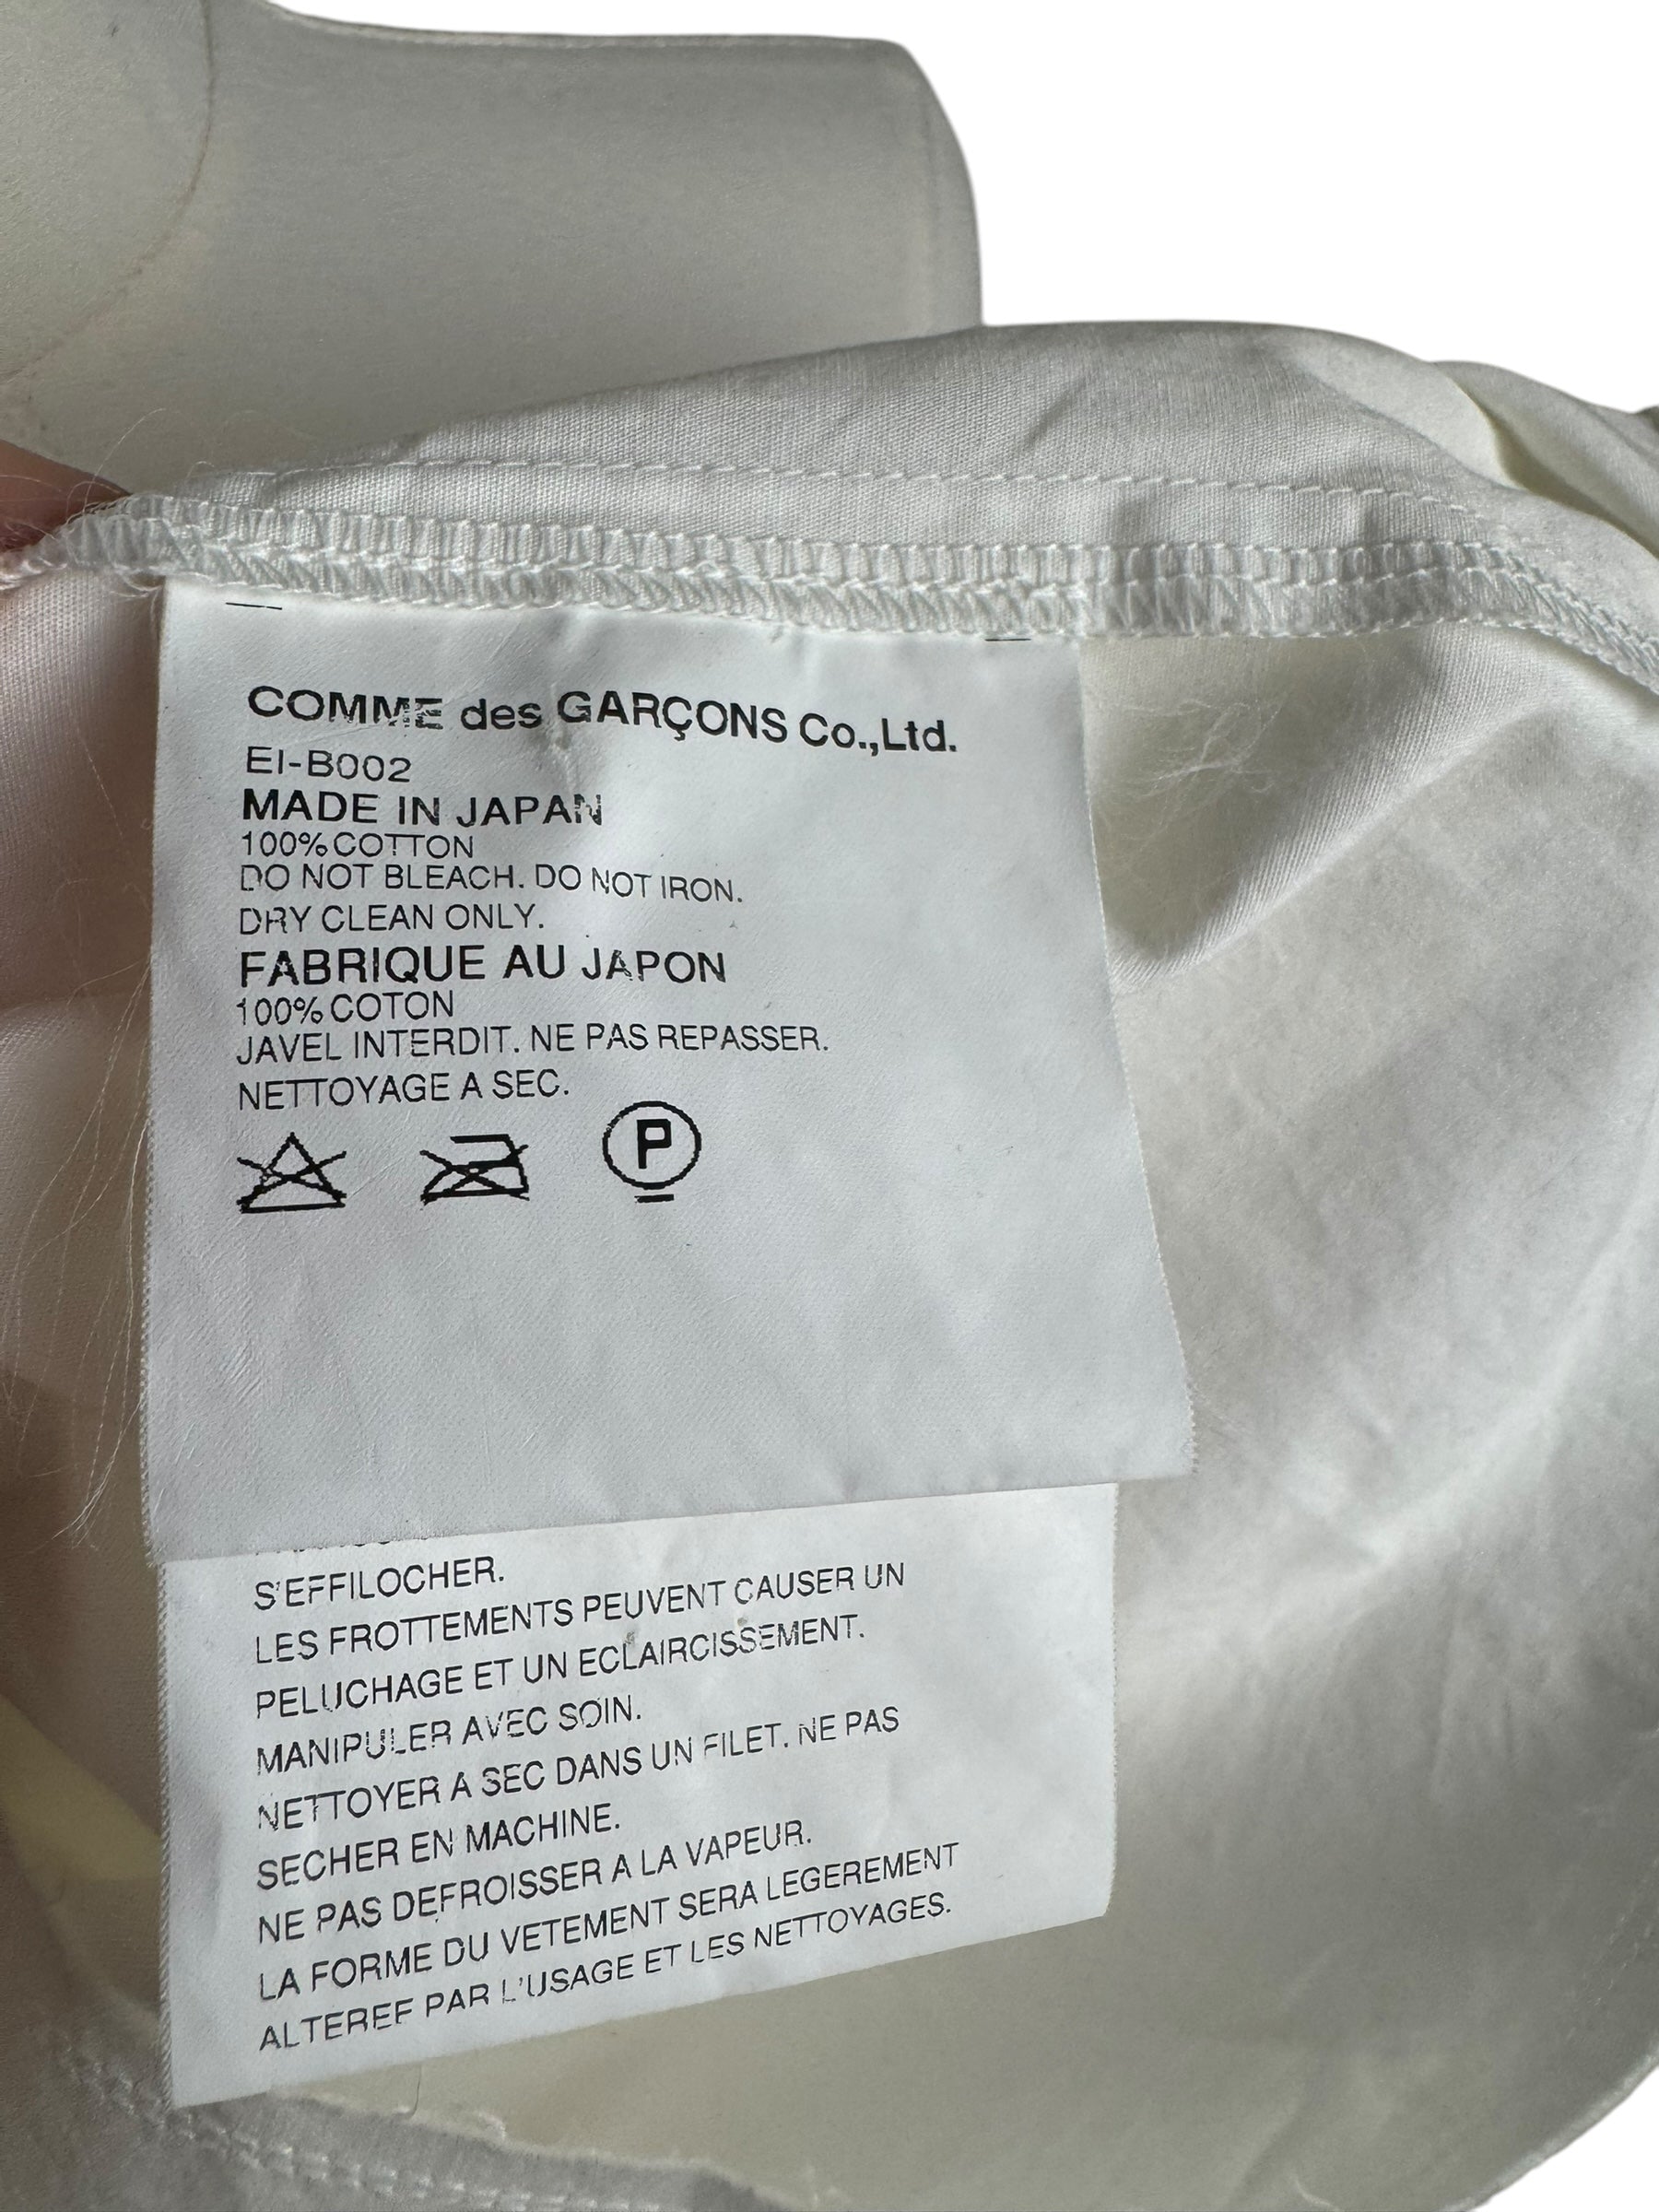 COMME des GARÇONS Co.,Ltd.
EI-B002
MADE IN JAPAN
100% COTTON
DO NOT BLEACH. DO NOT IRON.
DRY CLEAN ONLY.
FABRIQUE AU JAPON
100% COTON
JAVEL INTERDIT. NE PAS REPASSER.
NETTOYAGE A SEC.
P
S'EFFILOCHER.
LES FROTTEMENTS PEUVENT CAUSER UN
PELUCHAGE ET UN ECLAIRCISSEMENT.
MANIPULER AVEC SOIN.
NETTOYER A SEC DANS UN FILET. NE PAS
SECHER EN MACHINE.
NE PAS DEFROISSER A LA VAPEUR.
LA FORME DU VETEMENT SERA LEGEREMENT
ALTEREE PAR L'USAGE ET LES NETTOYAGES.